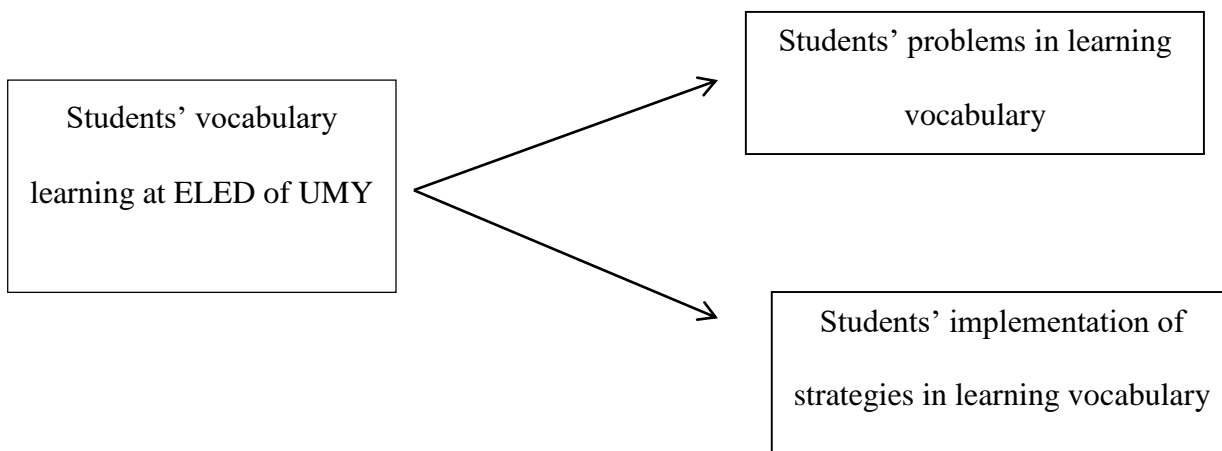 Students’ problems in learning
vocabulary
Students’ vocabulary
learning at ELED of UMY
Students’ implementation of
strategies in learning vocabulary